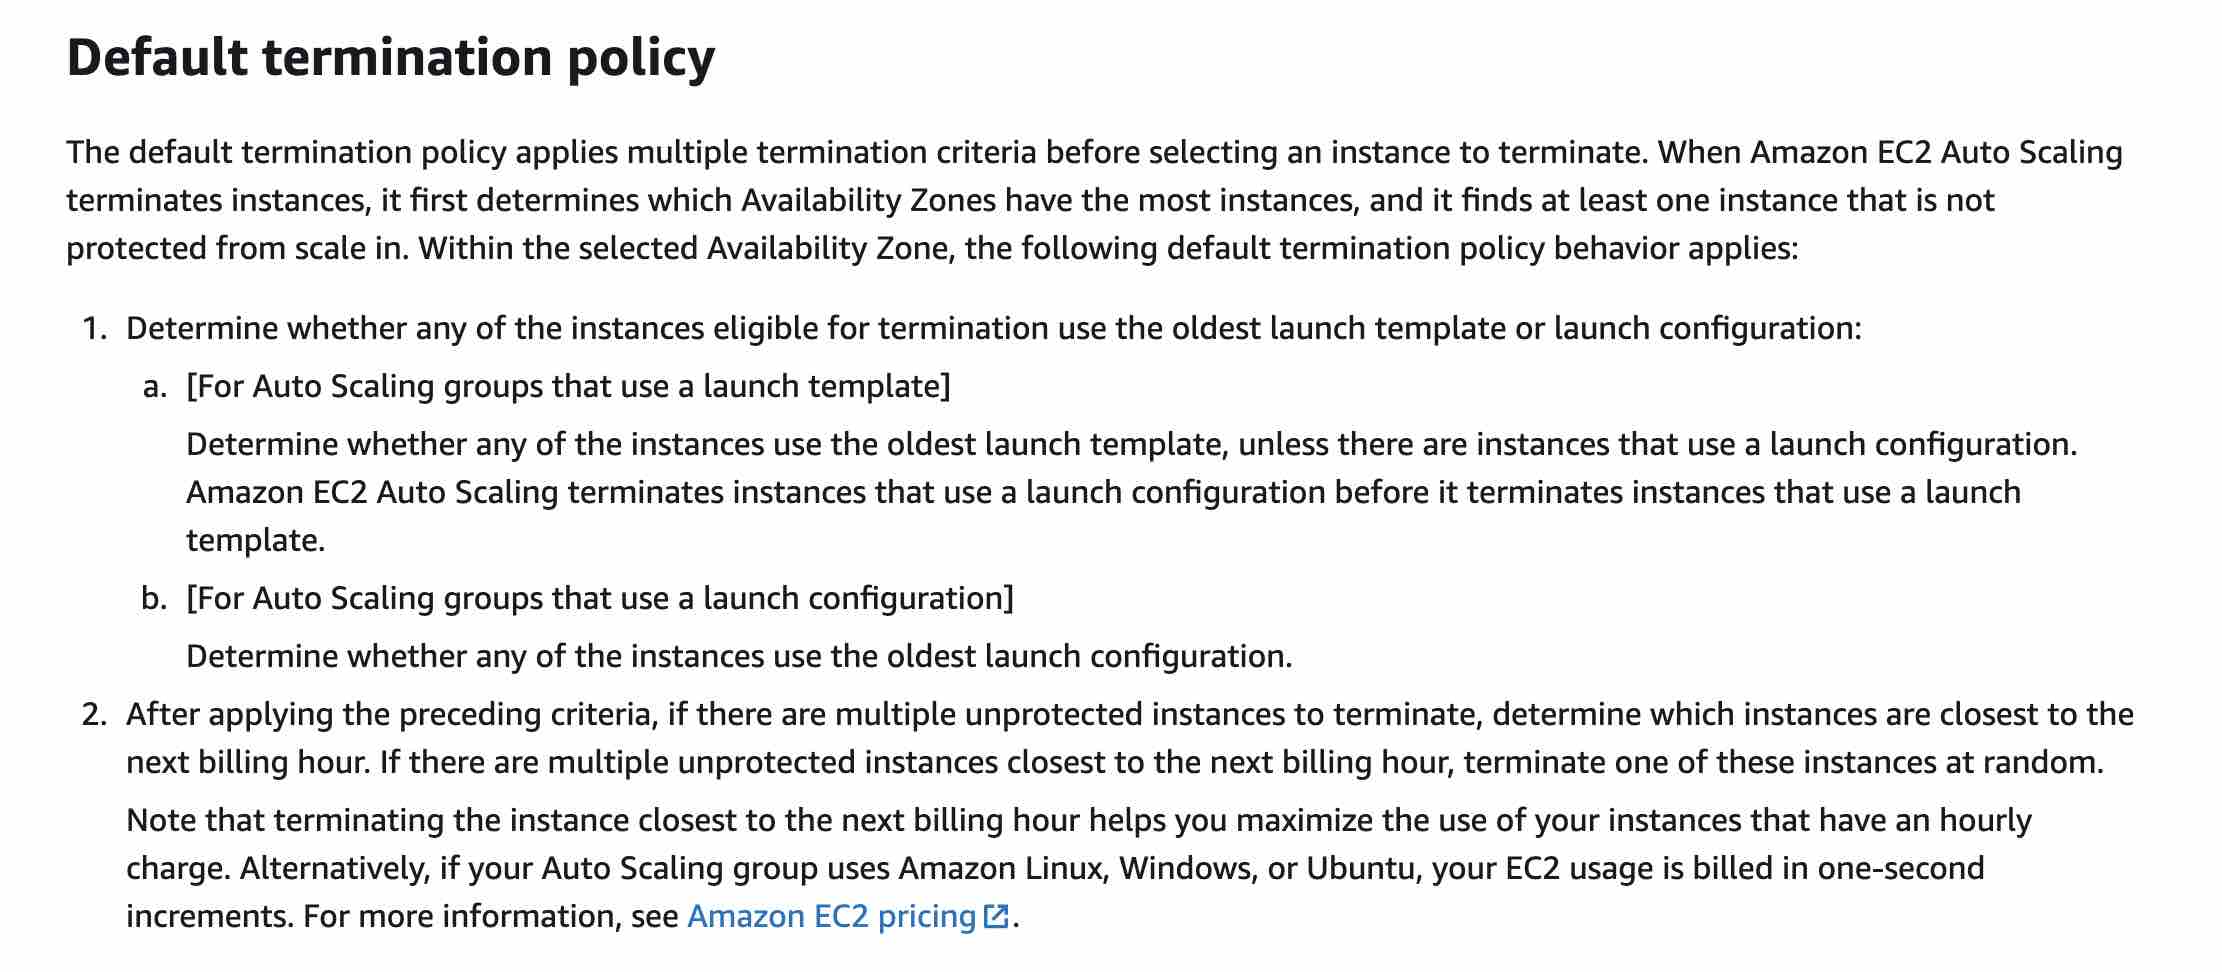 Default termination policy
The default termination policy applies multiple termination criteria before selecting an instance to terminate. When Amazon EC2 Auto Scaling
terminates instances, it first determines which Availability Zones have the most instances, and it finds at least one instance that is not
protected from scale in. Within the selected Availability Zone, the following default termination policy behavior applies:
1. Determine whether any of the instances eligible for termination use the oldest launch template or launch configuration:
a. [For Auto Scaling groups that use a launch template]
Determine whether any of the instances use the oldest launch template, unless there are instances that use a launch configuration.
Amazon EC2 Auto Scaling terminates instances that use a launch configuration before it terminates instances that use a launch
template.
b. [For Auto Scaling groups that use a launch configuration]
Determine whether any of the instances use the oldest launch configuration.
2. After applying the preceding criteria, if there are multiple unprotected instances to terminate, determine which instances are closest to the
next billing hour. If there are multiple unprotected instances closest to the next billing hour, terminate one of these instances at random.
Note that terminating the instance closest to the next billing hour helps you maximize the use of your instances that have an hourly
charge. Alternatively, if your Auto Scaling group uses Amazon Linux, Windows, or Ubuntu, your EC2 usage is billed in one-second
increments. For more information, see Amazon EC2 pricing.